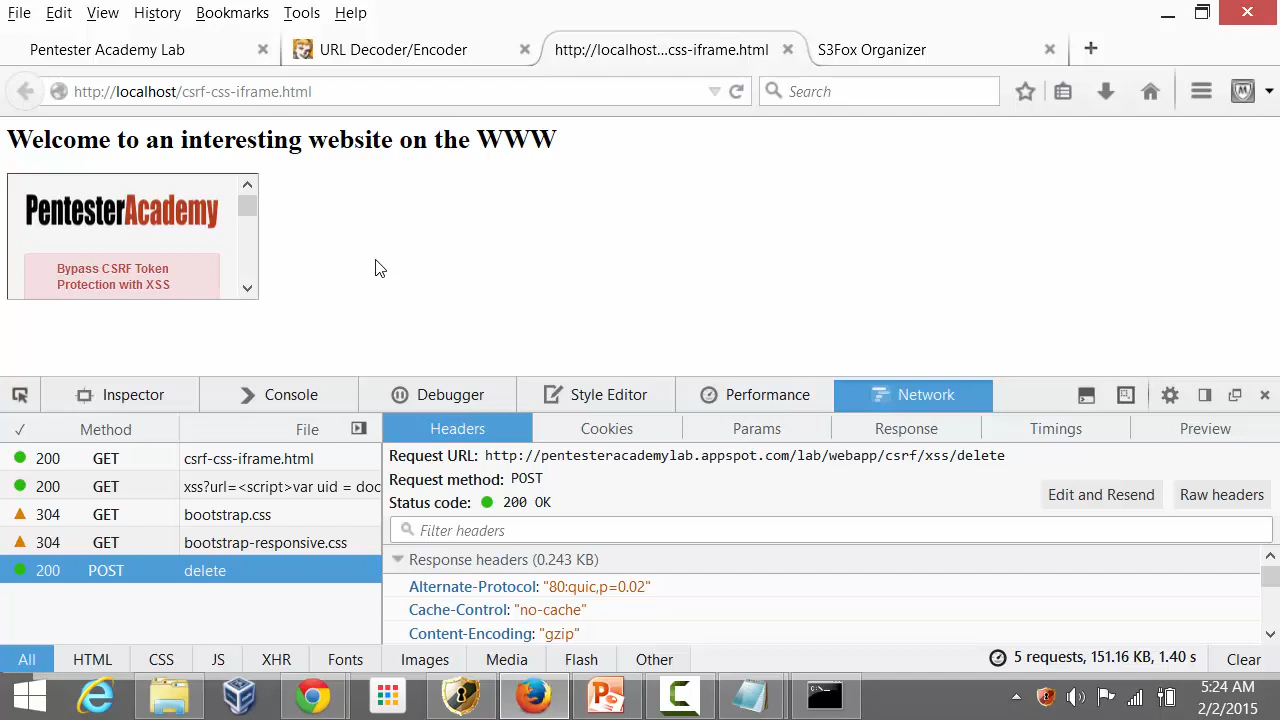 File Edit View History Bookmarks Tools Help
Pentester Academy Lab URL Decoder/Encoder http://localhost...css-iframe.html S3Fox Organizer
http://localhost/csrf-css-iframe.html Search
Welcome to an interesting website on the WWW
PentesterAcademy
Bypass CSRF Token
Protection with XSS
Inspector Console Debugger Style Editor Performance Network
✓ Method File Headers Cookies Params Response Timings Preview
200 GET csrf-css-iframe.html
200 GET xss?url=<script>var uid = doc
304 GET bootstrap.css
304 GET bootstrap-responsive.css
200 POST delete
Request URL: http://pentesteracademylab.appspot.com/lab/webapp/csrf/xss/delete
Request method: POST
Status code: 200 OK
Edit and Resend Raw headers
Filter headers
Response headers (0.243 KB)
Alternate-Protocol: "80:quic,p=0.02"
Cache-Control: "no-cache"
Content-Encoding: "gzip"
All HTML CSS JS XHR Fonts Images Media Flash Other 5 requests, 151.16 KB, 1.40 s Clear
5:24 AM
2/2/2015